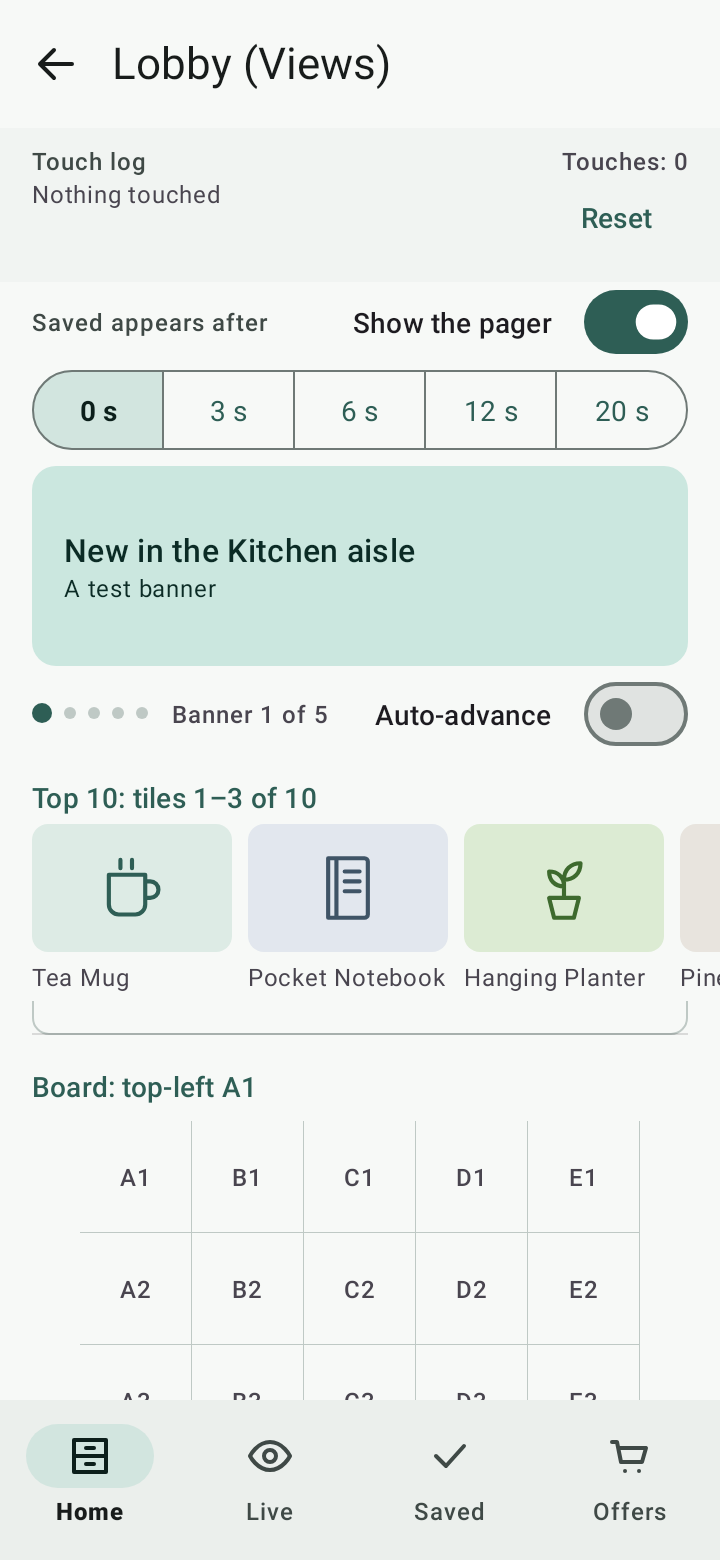 Lobby (Views)
Touch log
Touches: 0
Nothing touched
Reset
Saved appears after
Show the pager
0 s
3 s
6 s
12 s
20 s
New in the Kitchen aisle
A test banner
Banner 1 of 5
Auto-advance
Top 10: tiles 1–3 of 10
Tea Mug
Pocket Notebook
Hanging Planter
Board: top-left A1
A1 B1 C1 D1 E1
A2 B2 C2 D2 E2
Home
Live
Saved
Offers